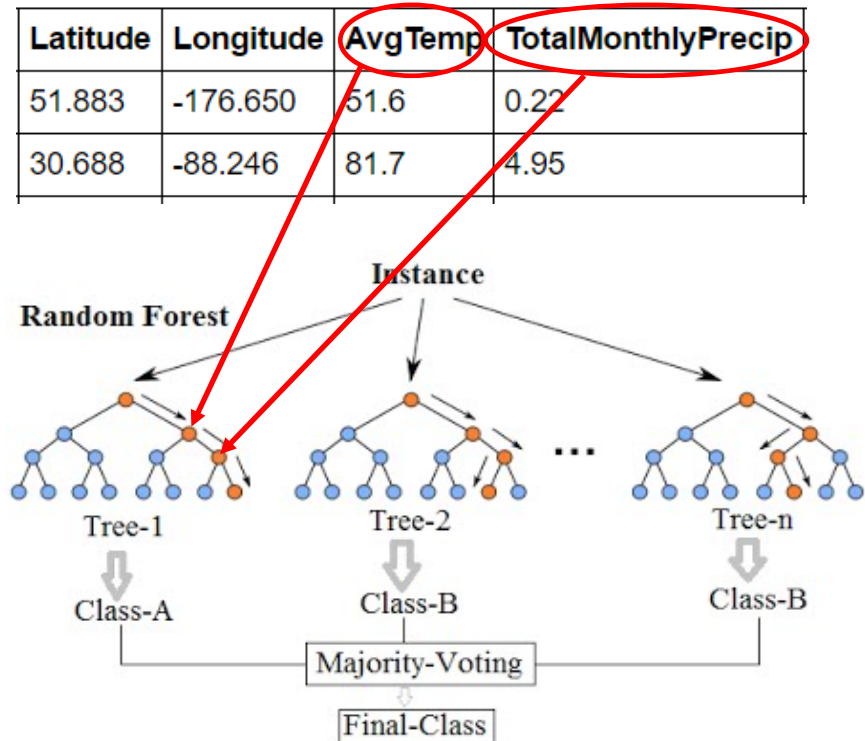 Latitude Longitude AvgTemp TotalMonthlyPrecip
51.883 -176.650 51.6 0.22
30.688 -88.246 81.7 4.95
Instance
Random Forest
...
Tree-1 Tree-2 Tree-n
Class-A Class-B Class-B
Majority-Voting
Final-Class